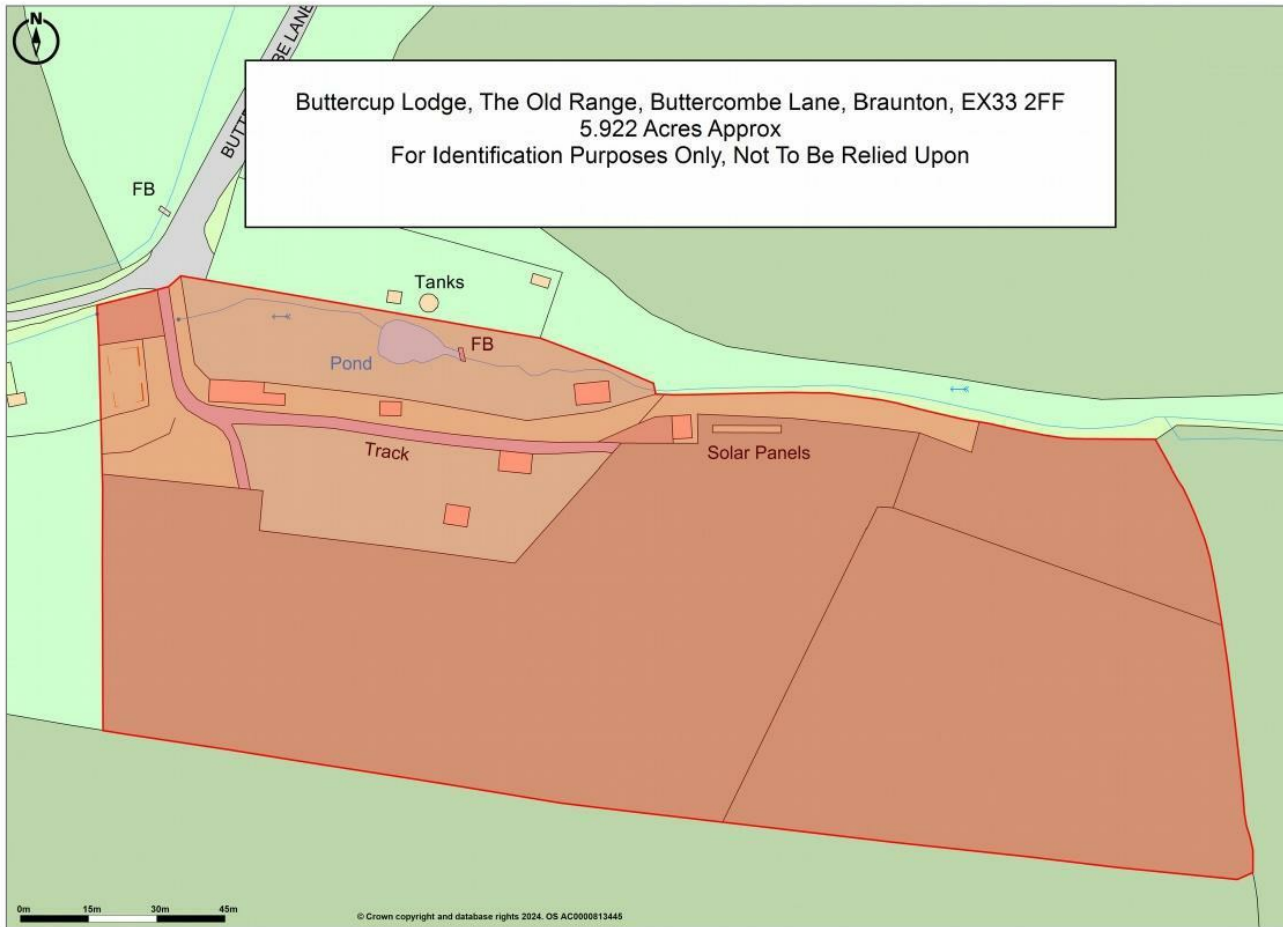 N
BUTT
BE LANE
Buttercup Lodge, The Old Range, Buttercombe Lane, Braunton, EX33 2FF
5.922 Acres Approx
For Identification Purposes Only, Not To Be Relied Upon
FB
Tanks
Pond
FB
Track
Solar Panels
0m 15m 30m 45m
© Crown copyright and database rights 2024. OS AC0000813445